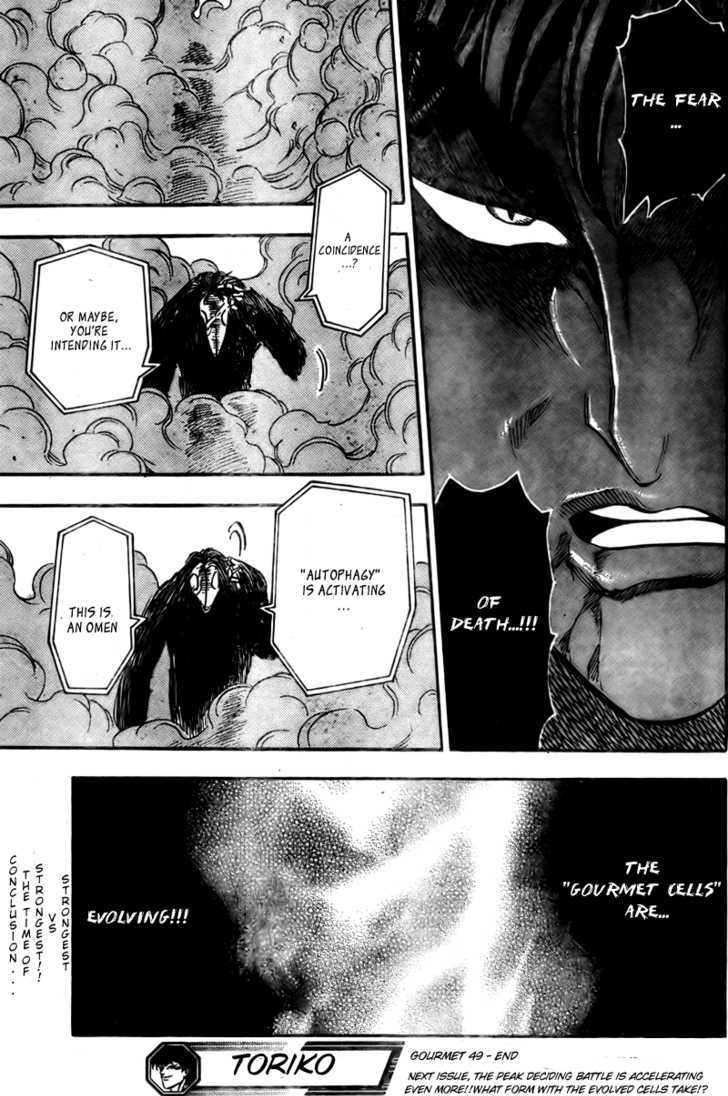 THE FEAR
...
OF
DEATH...!!!
A
COINCIDENCE
...?
OR MAYBE,
YOU'RE
INTENDING IT...
"AUTOPHAGY"
IS ACTIVATING
...
THIS IS
AN OMEN
THE
"GOURMET CELLS"
ARE...
EVOLVING!!!
STRONGEST
VS
STRONGEST!!
THE TIME OF
CONCLUSION...
TORIKO
GOURMET 49 - END
NEXT ISSUE, THE PEAK DECIDING BATTLE IS ACCELERATING
EVEN MORE!!WHAT FORM WITH THE EVOLVED CELLS TAKE!?